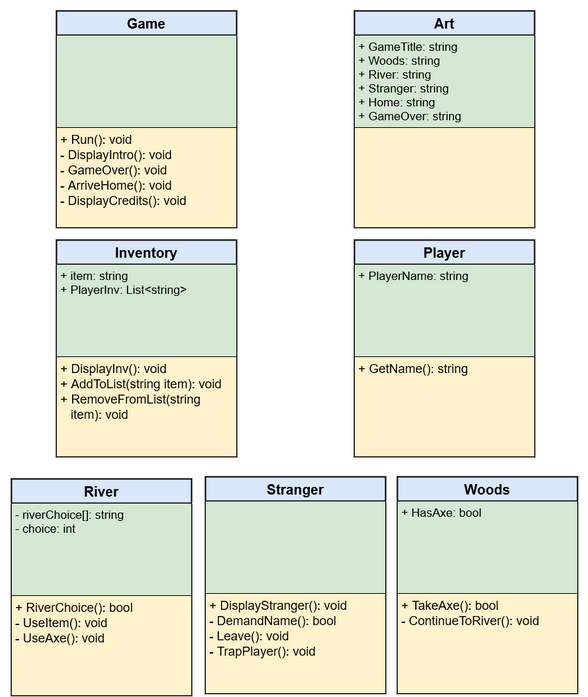 Game
+ Run(): void
- DisplayIntro(): void
- GameOver(): void
- ArriveHome(): void
- DisplayCredits(): void
Art
+ GameTitle: string
+ Woods: string
+ River: string
+ Stranger: string
+ Home: string
+ GameOver: string
Inventory
+ item: string
+ PlayerInv: List<string>
+ DisplayInv(): void
+ AddToList(string item): void
+ RemoveFromList(string
item): void
Player
+ PlayerName: string
+ GetName(): string
River
- riverChoice[]: string
- choice: int
+ RiverChoice(): bool
- UseItem(): void
- UseAxe(): void
Stranger
+ DisplayStranger(): void
- DemandName(): bool
- Leave(): void
- TrapPlayer(): void
Woods
+ HasAxe: bool
+ TakeAxe(): bool
- ContinueToRiver(): void